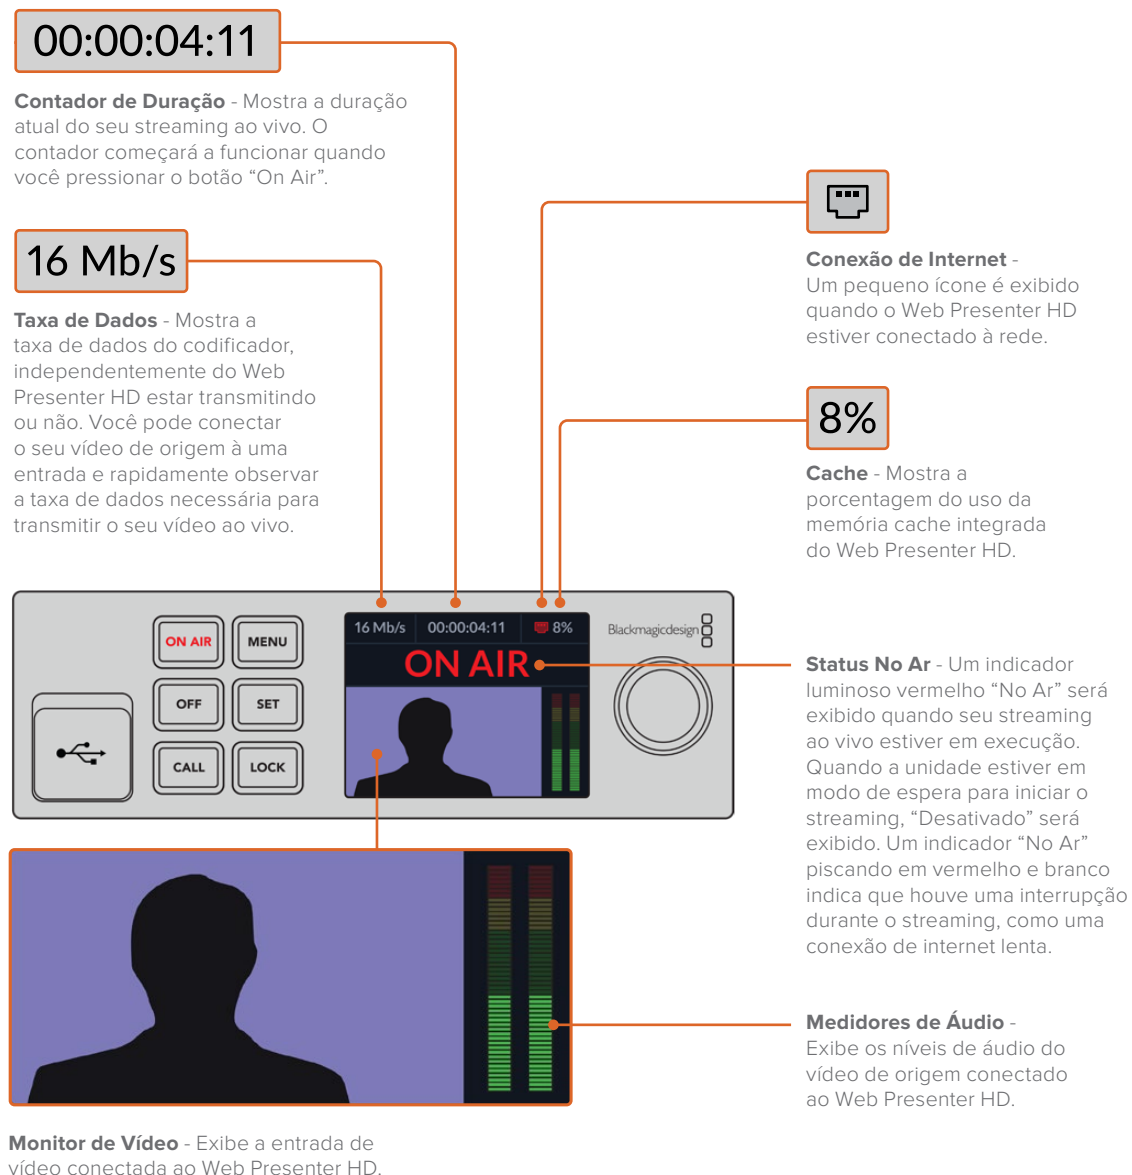 00:00:04:11
Contador de Duração - Mostra a duração
atual do seu streaming ao vivo. O
contador começará a funcionar quando
você pressionar o botão “On Air”.
16 Mb/s
Taxa de Dados - Mostra a
taxa de dados do codificador,
independentemente do Web
Presenter HD estar transmitindo
ou não. Você pode conectar
o seu vídeo de origem à uma
entrada e rapidamente observar
a taxa de dados necessária para
transmitir o seu vídeo ao vivo.
Conexão de Internet -
Um pequeno ícone é exibido
quando o Web Presenter HD
estiver conectado à rede.
8%
Cache - Mostra a
porcentagem do uso da
memória cache integrada
do Web Presenter HD.
ON AIR MENU
OFF SET
CALL LOCK
16 Mb/s 00:00:04:11 8%
ON AIR
Blackmagicdesign
Status No Ar - Um indicador
luminoso vermelho “No Ar” será
exibido quando seu streaming
ao vivo estiver em execução.
Quando a unidade estiver em
modo de espera para iniciar o
streaming, “Desativado” será
exibido. Um indicador “No Ar”
piscando em vermelho e branco
indica que houve uma interrupção
durante o streaming, como uma
conexão de internet lenta.
Medidores de Áudio -
Exibe os níveis de áudio do
vídeo de origem conectado
ao Web Presenter HD.
Monitor de Vídeo - Exibe a entrada de
vídeo conectada ao Web Presenter HD.